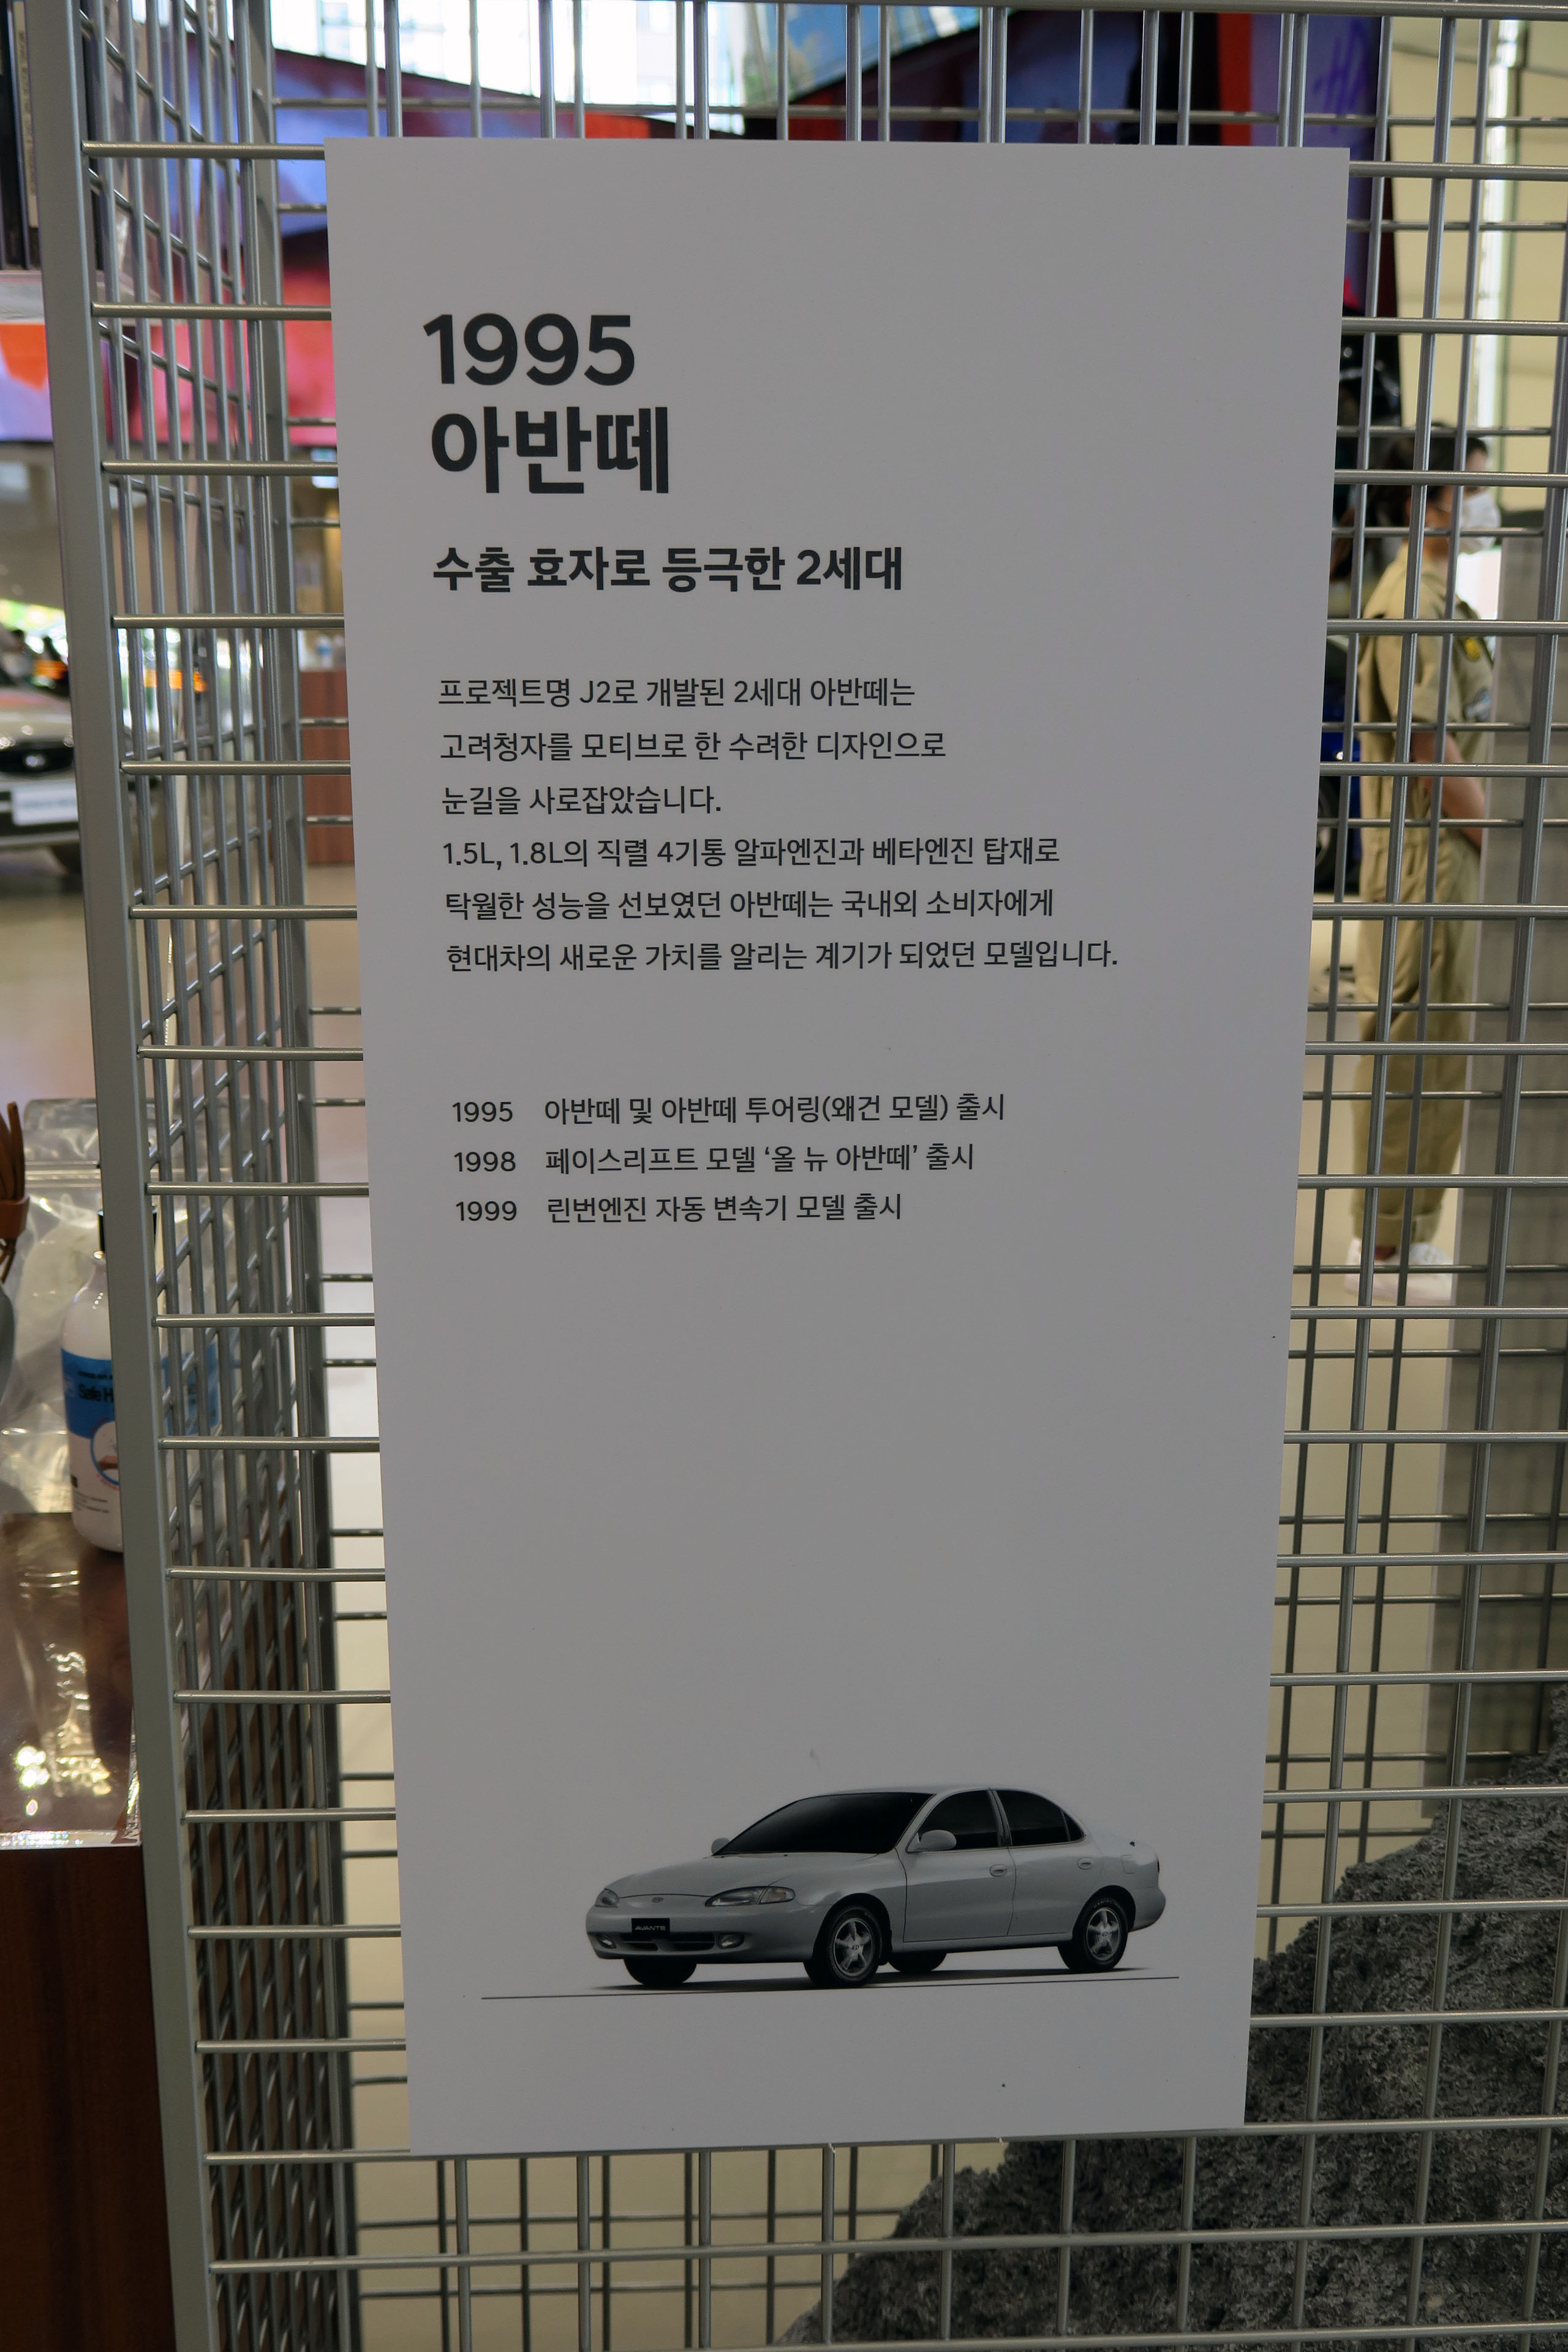 1995
아반떼
수출 효자로 등극한 2세대
프로젝트명 J2로 개발된 2세대 아반떼는
고려청자를 모티브로 한 수려한 디자인으로
눈길을 사로잡았습니다.
1.5L, 1.8L의 직렬 4기통 알파엔진과 베타엔진 탑재로
탁월한 성능을 선보였던 아반떼는 국내외 소비자에게
현대차의 새로운 가치를 알리는 계기가 되었던 모델입니다.
1995 아반떼 및 아반떼 투어링(왜건 모델) 출시
1998 페이스리프트 모델 ‘올 뉴 아반떼’ 출시
1999 린번엔진 자동 변속기 모델 출시
AVANTE
Safe H